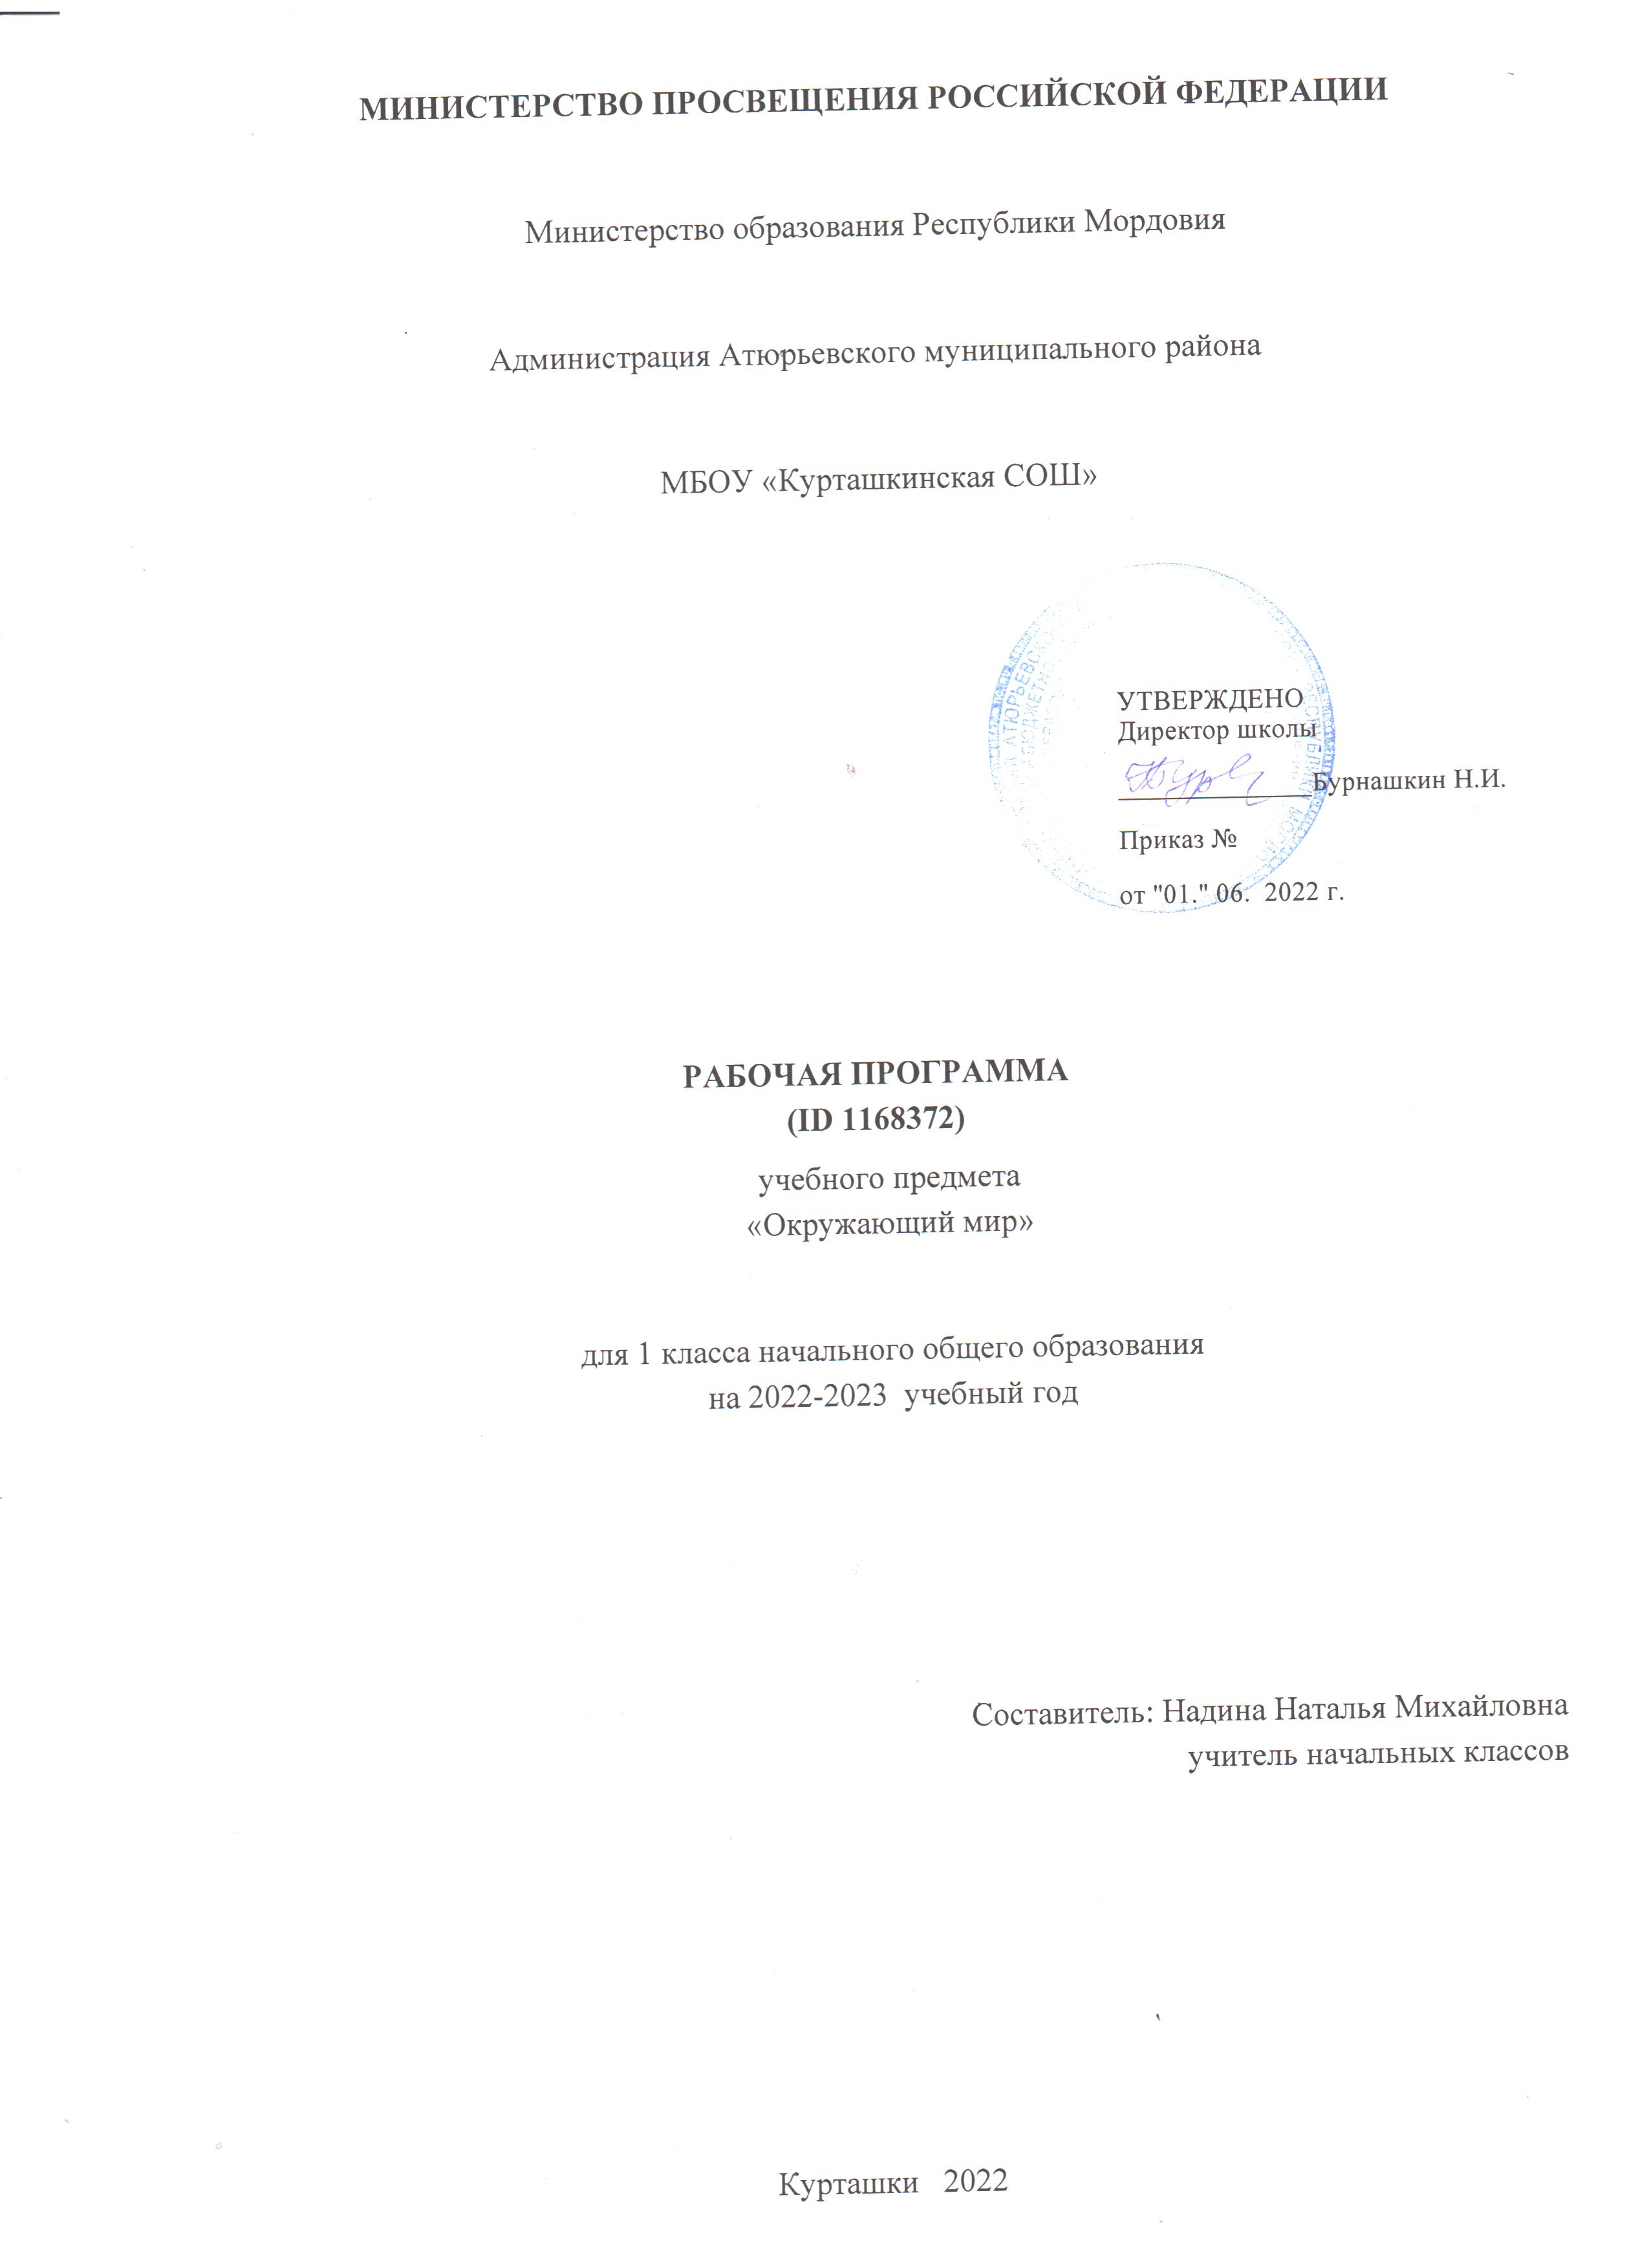 МИНИСТЕРСТВО ПРОСВЕЩЕНИЯ РОССИЙСКОЙ ФЕДЕРАЦИИ
Министерство образования Республики Мордовия
Администрация Атюрьевского муниципального района
МБОУ «Курташкинская СОШ»
УТВЕРЖДЕНО
Директор школы
Бурнашкин Н.И.
Приказ №
от "01." 06. 2022 г.
РАБОЧАЯ ПРОГРАММА
(ID 1168372)
учебного предмета
«Окружающий мир»
для 1 класса начального общего образования
на 2022-2023 учебный год
Составитель: Надина Наталья Михайловна
учитель начальных классов
Курташки 2022